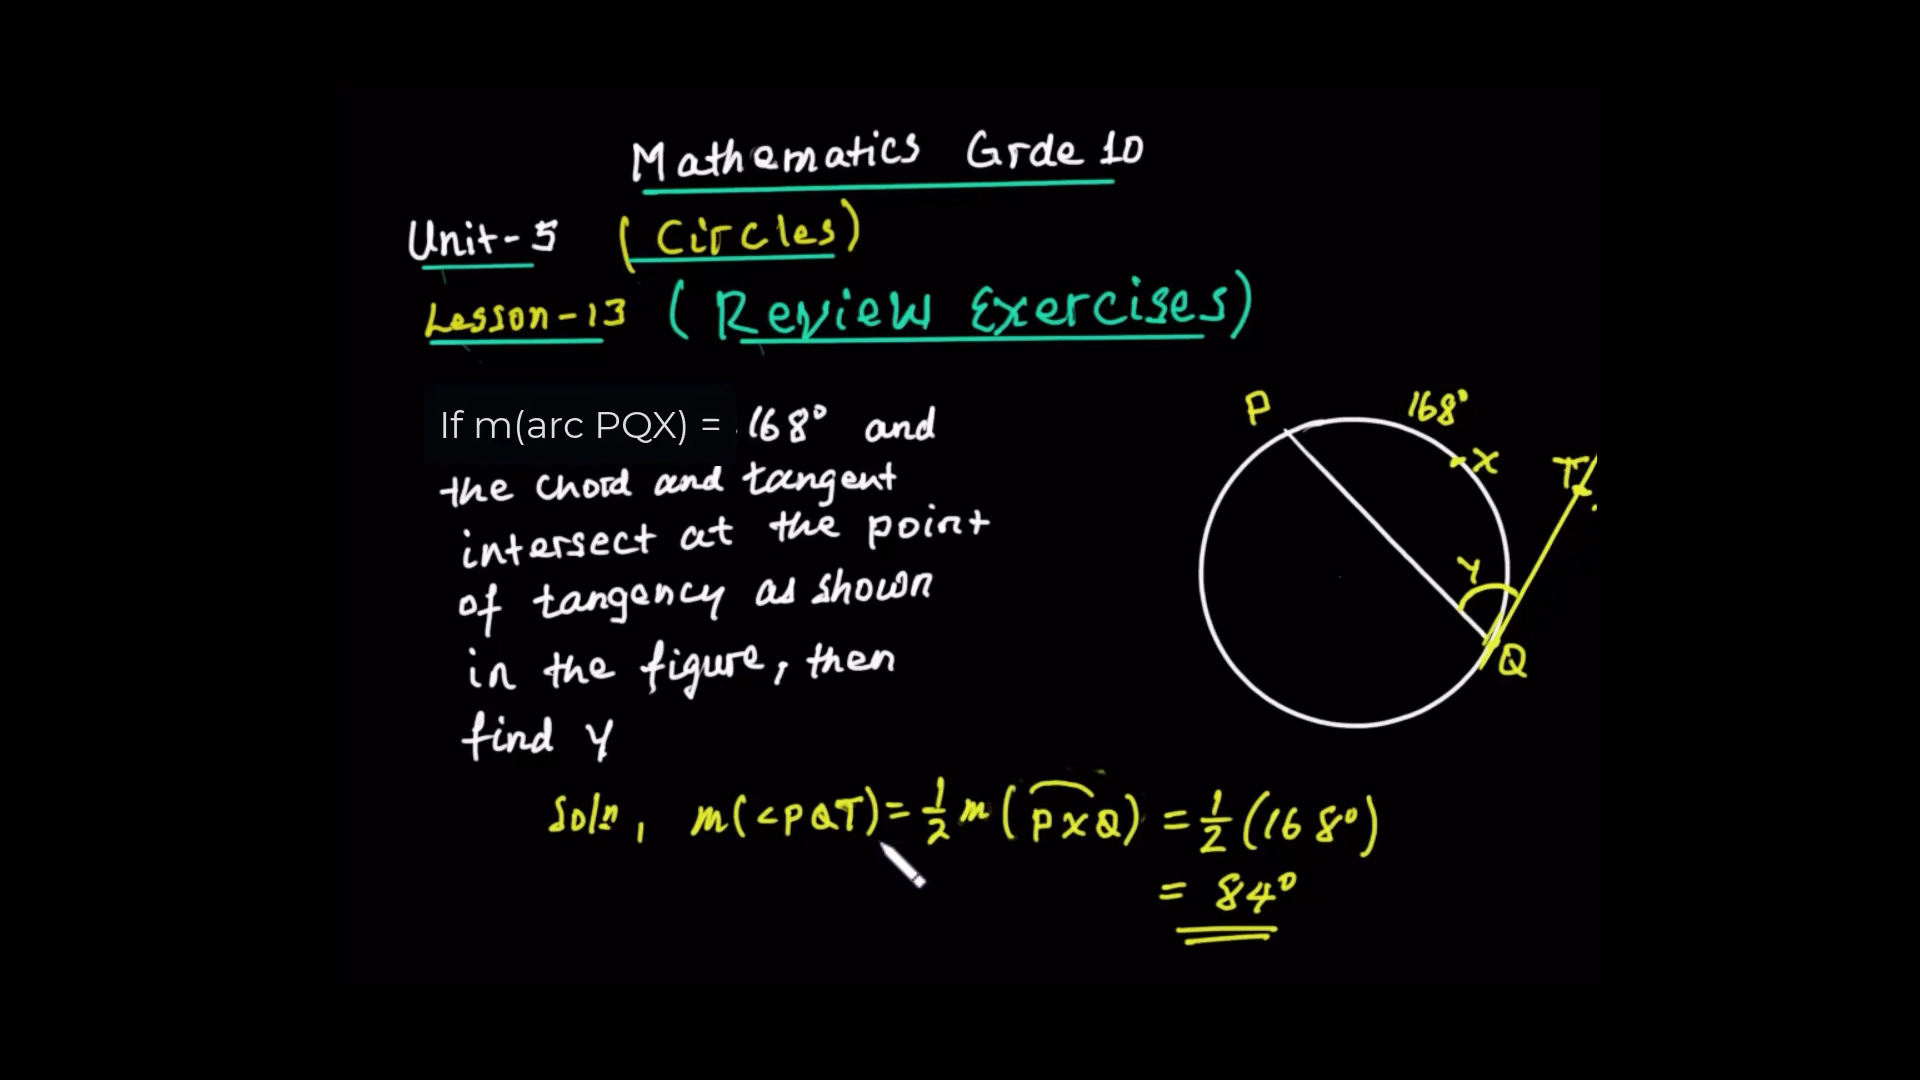 Mathematics Grde 10
Unit-5 (Circles)
Lesson-13 (Review Exercises)
If m(arc PQX) = 168° and
the chord and tangent
intersect at the point
of tangency as shown
in the figure, then
find Y
P
168°
X
T
Y
Q
Soln, m(<PQT) = 1/2 m(PXQ) = 1/2 (168°)
= 84°